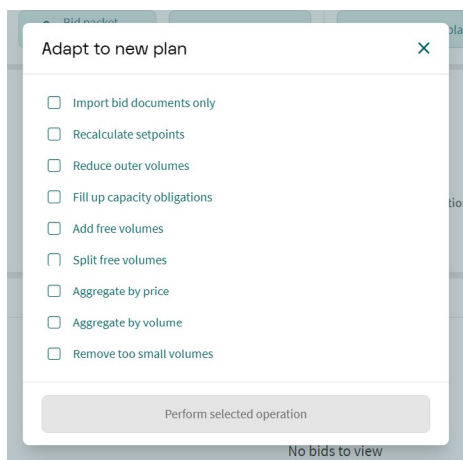 Bid packet
pla
Adapt to new plan
Import bid documents only
Recalculate setpoints
Reduce outer volumes
Fill up capacity obligations
tio
Add free volumes
Split free volumes
Aggregate by price
Aggregate by volume
Remove too small volumes
Perform selected operation
No bids to view